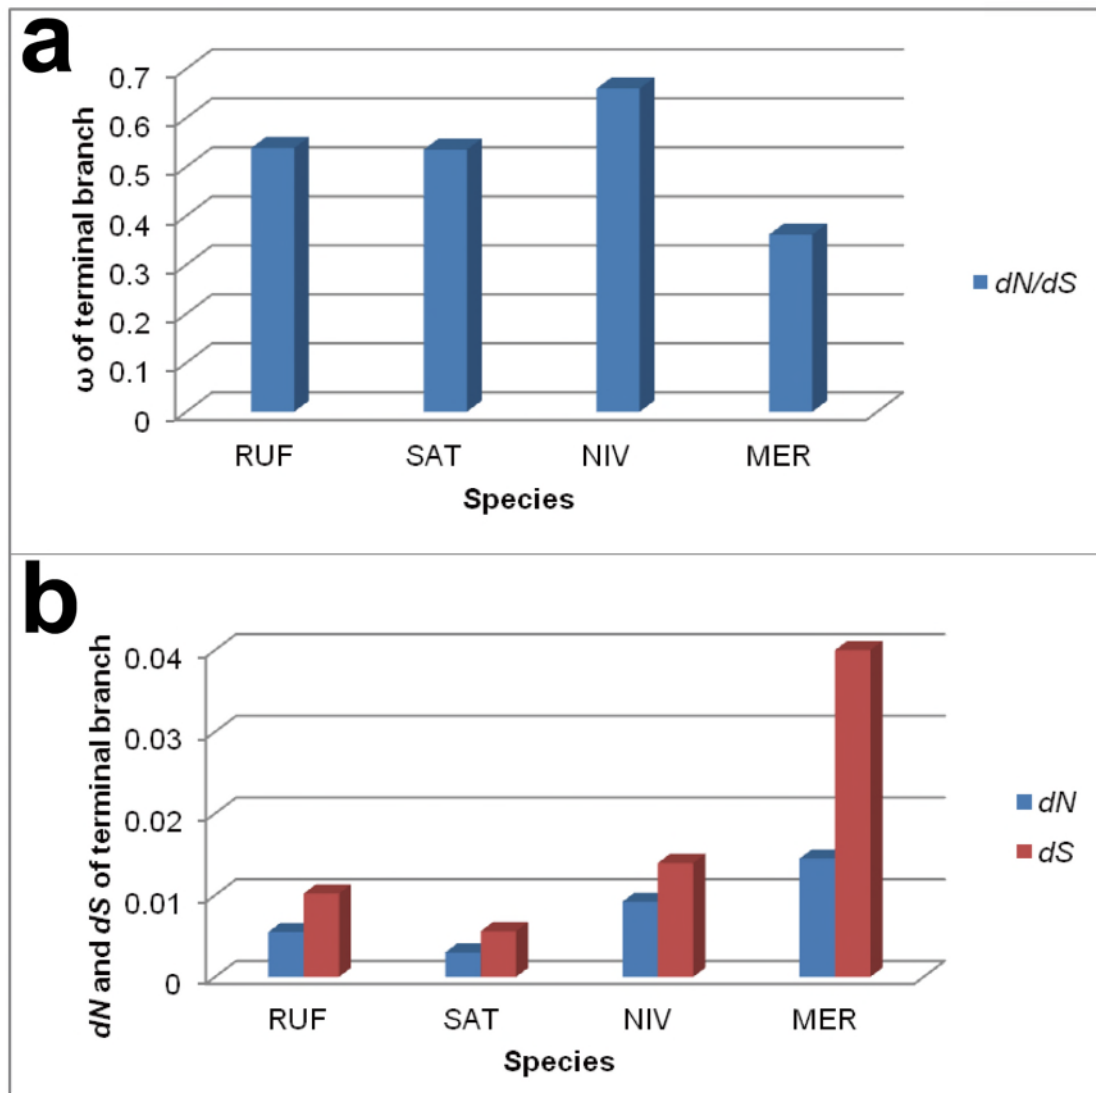 a
ω of terminal branch
0.7
0.6
0.5
0.4
0.3
0.2
0.1
0
RUF SAT NIV MER
Species
dN/dS
b
dN and dS of terminal branch
0.04
0.03
0.02
0.01
0
RUF SAT NIV MER
Species
dN
dS